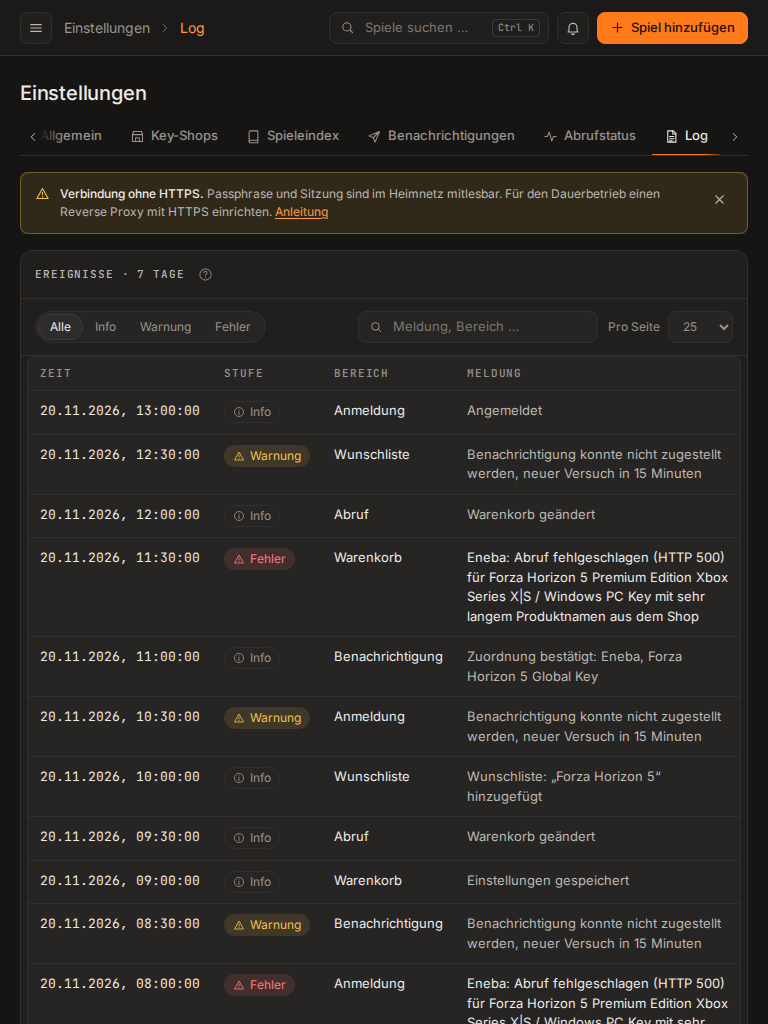 Einstellungen > Log
Spiele suchen ...
Ctrl K
Spiel hinzufügen
Einstellungen
Allgemein
Key-Shops
Spieleindex
Benachrichtigungen
Abrufstatus
Log
Verbindung ohne HTTPS. Passphrase und Sitzung sind im Heimnetz mitlesbar. Für den Dauerbetrieb einen
Reverse Proxy mit HTTPS einrichten. Anleitung
EREIGNISSE · 7 TAGE
Alle
Info
Warnung
Fehler
Meldung, Bereich ...
Pro Seite
25
ZEIT STUFE BEREICH MELDUNG
20.11.2026, 13:00:00 Info Anmeldung Angemeldet
20.11.2026, 12:30:00 Warnung Wunschliste Benachrichtigung konnte nicht zugestellt
werden, neuer Versuch in 15 Minuten
20.11.2026, 12:00:00 Info Abruf Warenkorb geändert
20.11.2026, 11:30:00 Fehler Warenkorb Eneba: Abruf fehlgeschlagen (HTTP 500)
für Forza Horizon 5 Premium Edition Xbox
Series X|S / Windows PC Key mit sehr
langem Produktnamen aus dem Shop
20.11.2026, 11:00:00 Info Benachrichtigung Zuordnung bestätigt: Eneba, Forza
Horizon 5 Global Key
20.11.2026, 10:30:00 Warnung Anmeldung Benachrichtigung konnte nicht zugestellt
werden, neuer Versuch in 15 Minuten
20.11.2026, 10:00:00 Info Wunschliste Wunschliste: „Forza Horizon 5“
hinzugefügt
20.11.2026, 09:30:00 Info Abruf Warenkorb geändert
20.11.2026, 09:00:00 Info Warenkorb Einstellungen gespeichert
20.11.2026, 08:30:00 Warnung Benachrichtigung Benachrichtigung konnte nicht zugestellt
werden, neuer Versuch in 15 Minuten
20.11.2026, 08:00:00 Fehler Anmeldung Eneba: Abruf fehlgeschlagen (HTTP 500)
für Forza Horizon 5 Premium Edition Xbox
Series X|S / Windows PC Key mit sehr